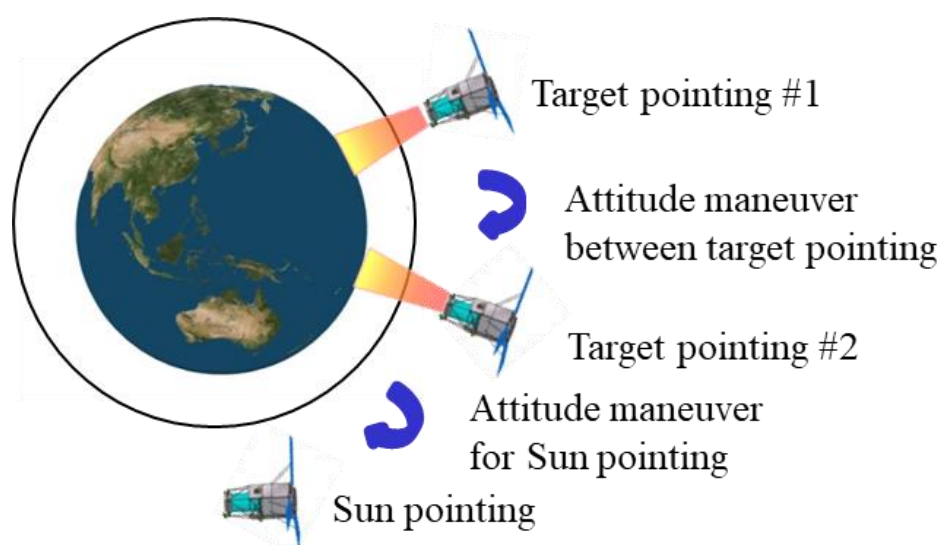 Target pointing #1
Attitude maneuver
between target pointing
Target pointing #2
Attitude maneuver
for Sun pointing
Sun pointing